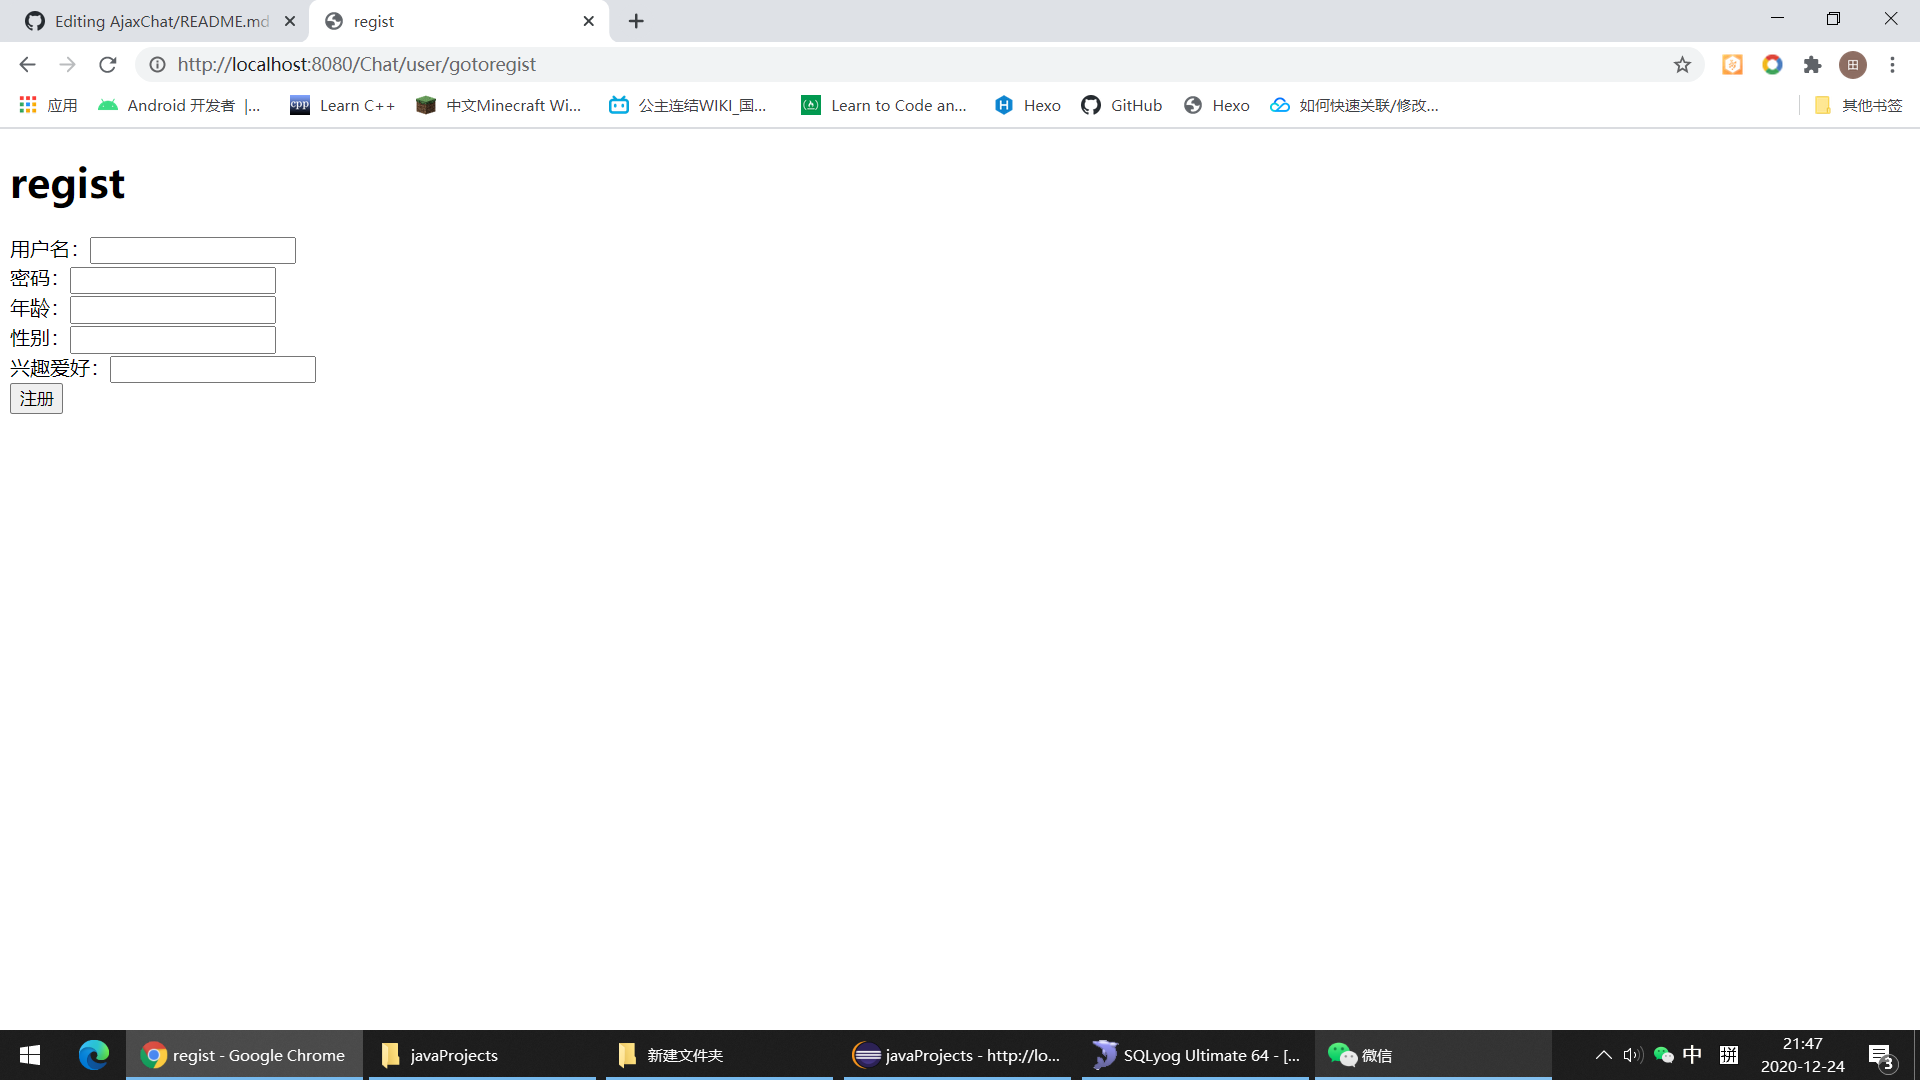 Editing AjaxChat/README.md
regist
http://localhost:8080/Chat/user/gotoregist
田
应用
Android 开发者 |...
cpp
Learn C++
中文Minecraft Wi...
公主连结WIKI_国...
Learn to Code an...
Hexo
GitHub
Hexo
如何快速关联/修改...
其他书签
regist
用户名：
密码：
年龄：
性别：
兴趣爱好：
注册
regist - Google Chrome
javaProjects
新建文件夹
javaProjects - http://lo...
SQLyog Ultimate 64 - [...
微信
中
拼
21:47
2020-12-24
3